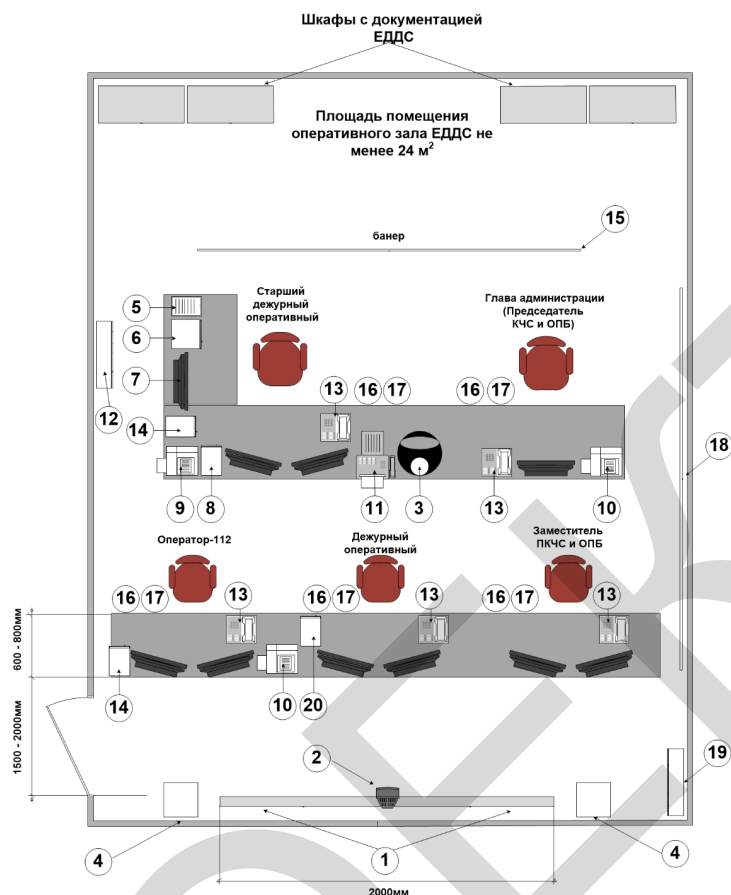 Шкафы с документацией
ЕДДС
Площадь помещения
оперативного зала ЕДДС не
менее 24 м²
банер
15
Старший
дежурный
оперативный
Глава администрации
(Председатель
КЧС и ОПБ)
5
6
7
12
13
16
17
16
17
14
18
9
8
11
3
13
10
Оператор-112
Дежурный
оперативный
Заместитель
ПКЧС и ОПБ
16
17
13
16
17
13
16
17
13
600 - 800мм
14
10
20
1500 - 2000мм
2
19
4
1
4
2000мм